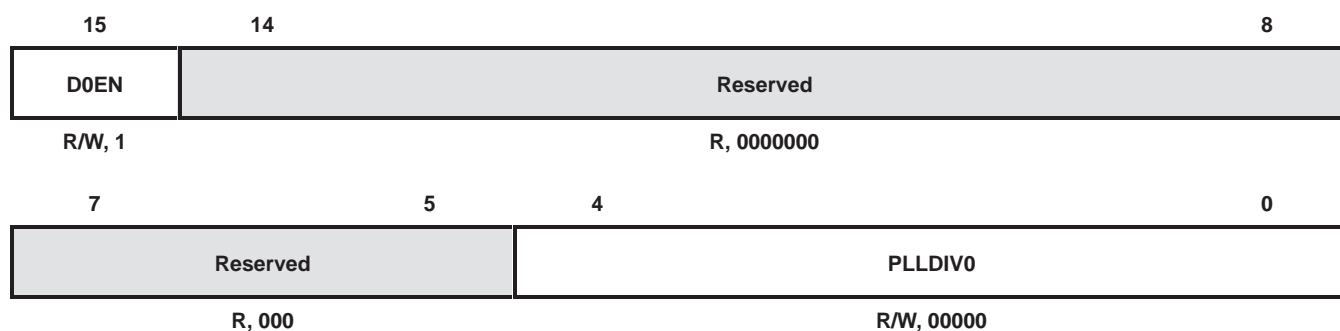 15 14 8
D0EN Reserved
R/W, 1 R, 0000000
7 5 4 0
Reserved PLLDIV0
R, 000 R/W, 00000